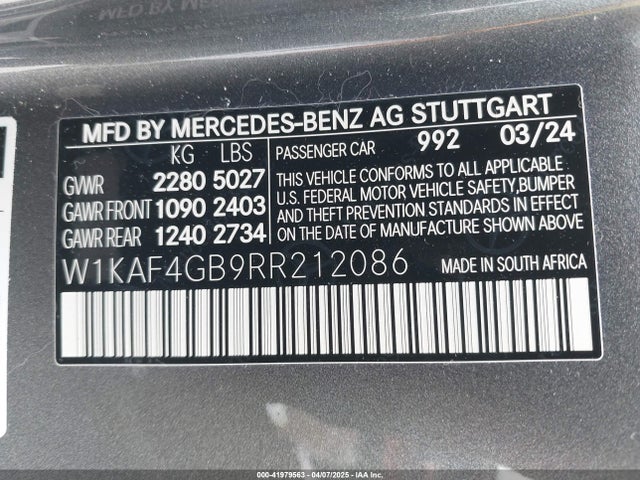 MFD BY MERCEDES-BENZ AG STUTTGART
KG LBS
GWR 2280 5027
GAWR FRONT 1090 2403
GAWR REAR 1240 2734
PASSENGER CAR 992 03/24
THIS VEHICLE CONFORMS TO ALL APPLICABLE
U.S. FEDERAL MOTOR VEHICLE SAFETY,BUMPER
AND THEFT PREVENTION STANDARDS IN EFFECT
ON THE DATE OF MANUFACTURE SHOWN ABOVE
W1KAF4GB9RR212086 MADE IN SOUTH AFRICA
000-41979563 - 04/07/2025 - IAA Inc.